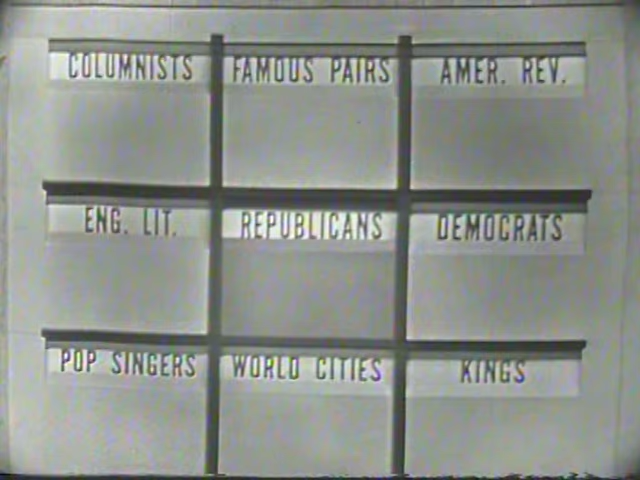 COLUMNISTS
FAMOUS PAIRS
AMER. REV.
ENG. LIT.
REPUBLICANS
DEMOCRATS
POP SINGERS
WORLD CITIES
KINGS